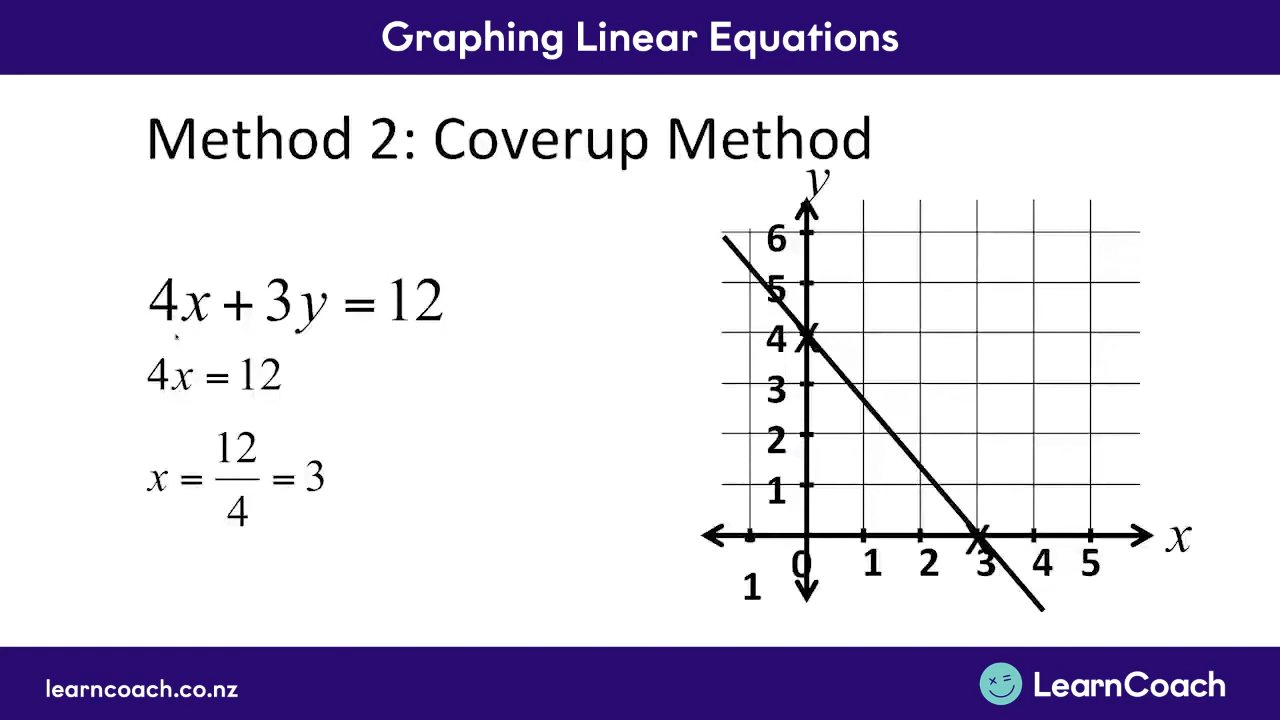 Graphing Linear Equations
Method 2: Coverup Method
4x + 3y = 12
4x = 12
x = 12/4 = 3
y
6
5
4
3
2
1
x
0 1 2 3 4 5
1
learncoach.co.nz
LearnCoach